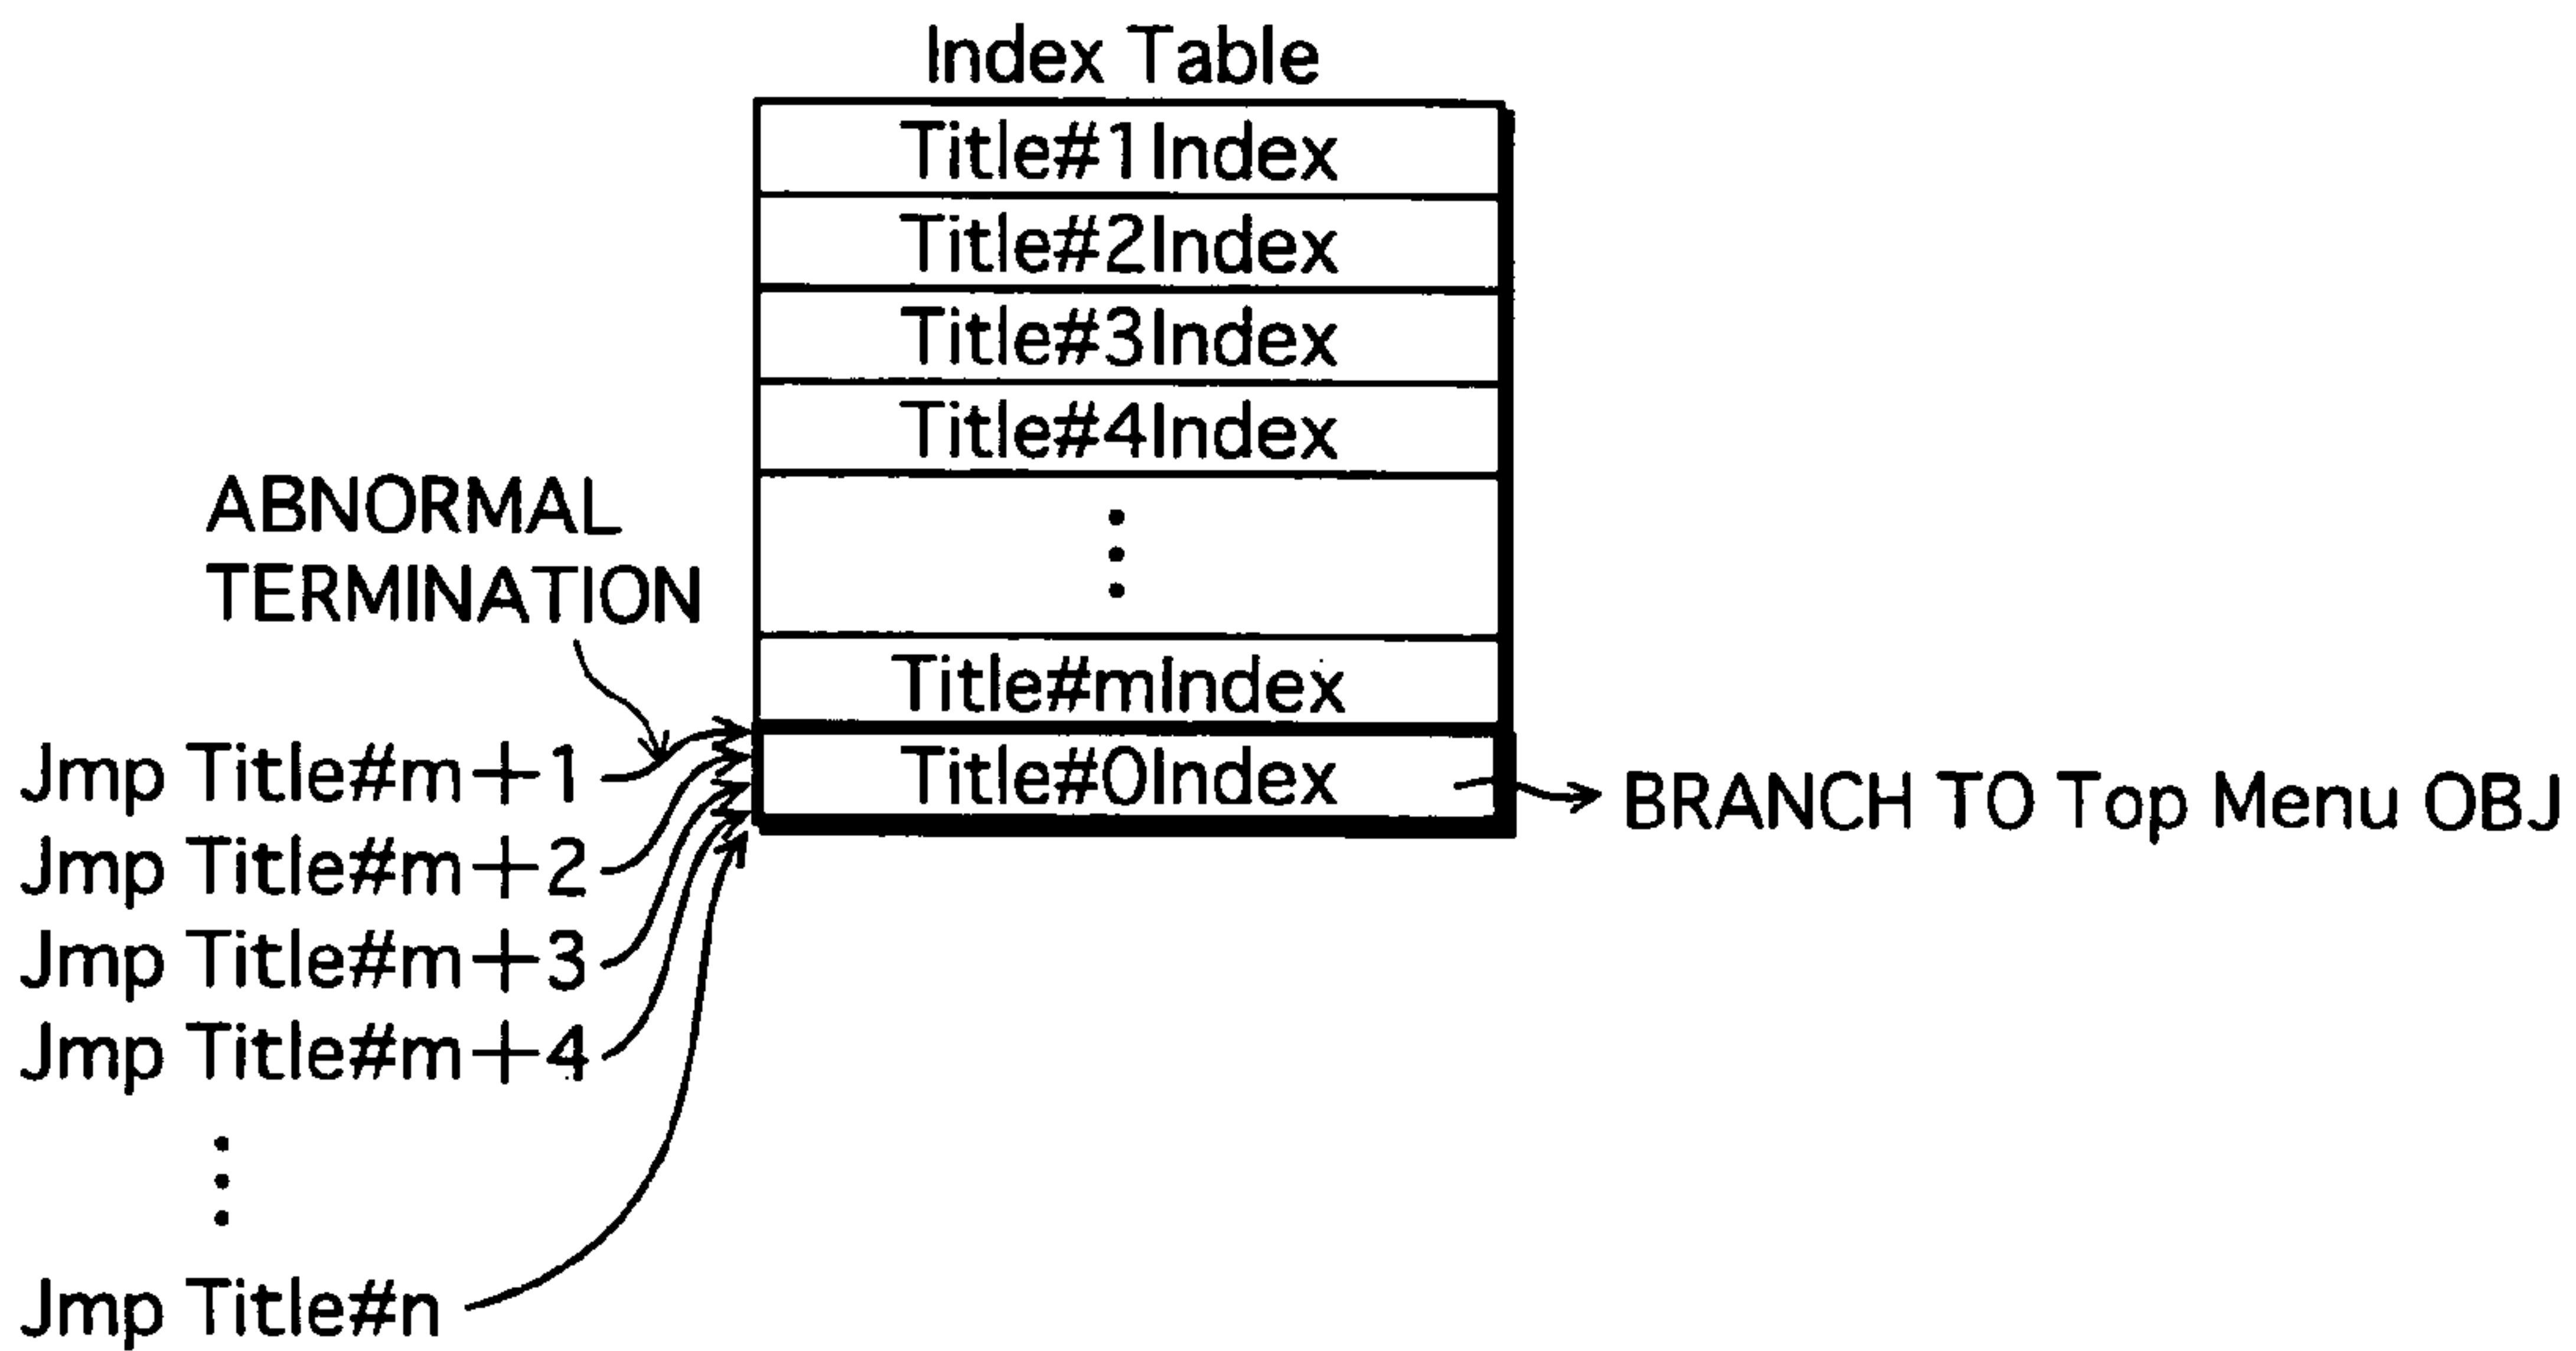 Index Table
Title#1Index
Title#2Index
Title#3Index
Title#4Index
⋮
Title#mIndex
Title#0Index
ABNORMAL
TERMINATION
Jmp Title#m+1
Jmp Title#m+2
Jmp Title#m+3
Jmp Title#m+4
⋮
Jmp Title#n
BRANCH TO Top Menu OBJ